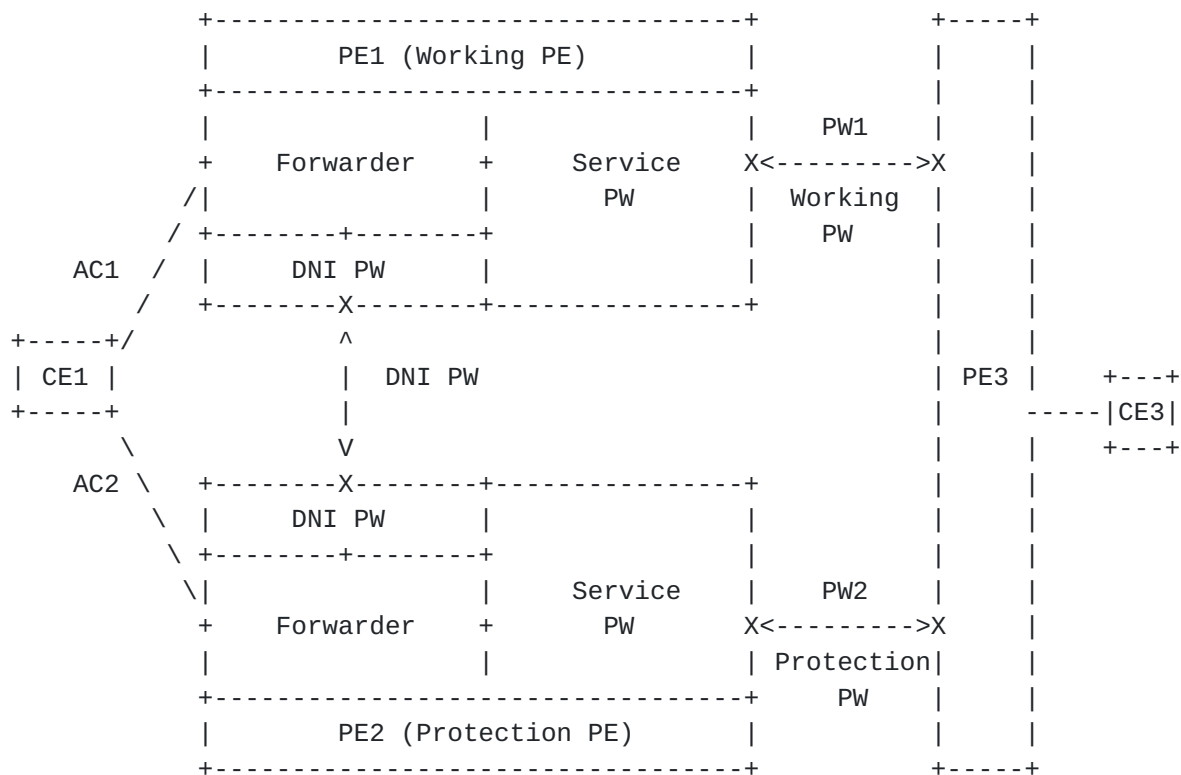 PE1 (Working PE)
PW1
Forwarder Service
PW Working
PW
AC1 DNI PW
CE1 DNI PW PE3
CE3
AC2
DNI PW
Service PW2
Forwarder PW
Protection
PW
PE2 (Protection PE)